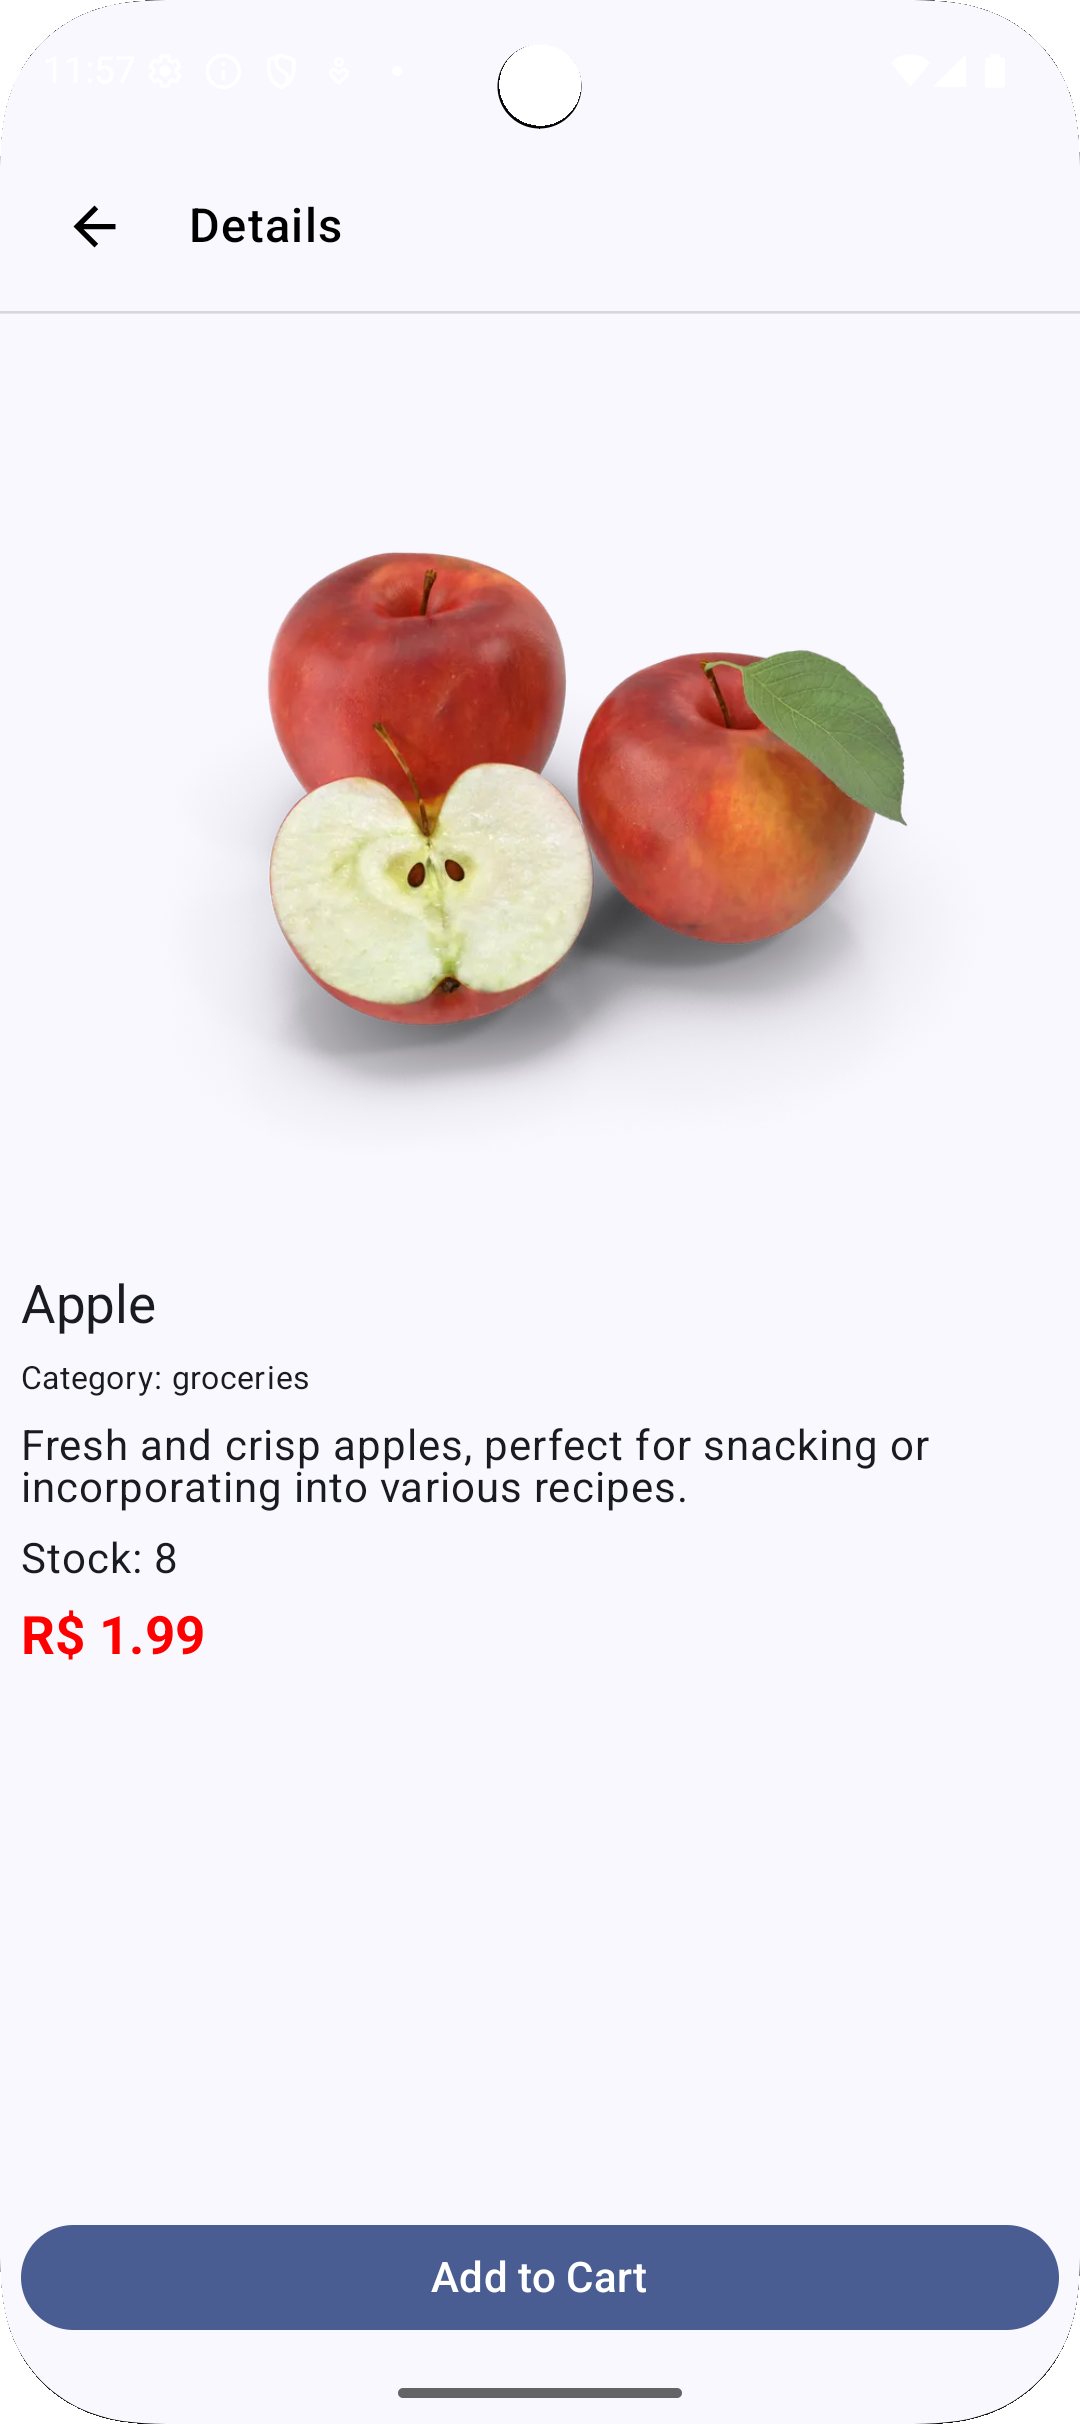 11:57
Details
Apple
Category: groceries
Fresh and crisp apples, perfect for snacking or
incorporating into various recipes.
Stock: 8
R$ 1.99
Add to Cart